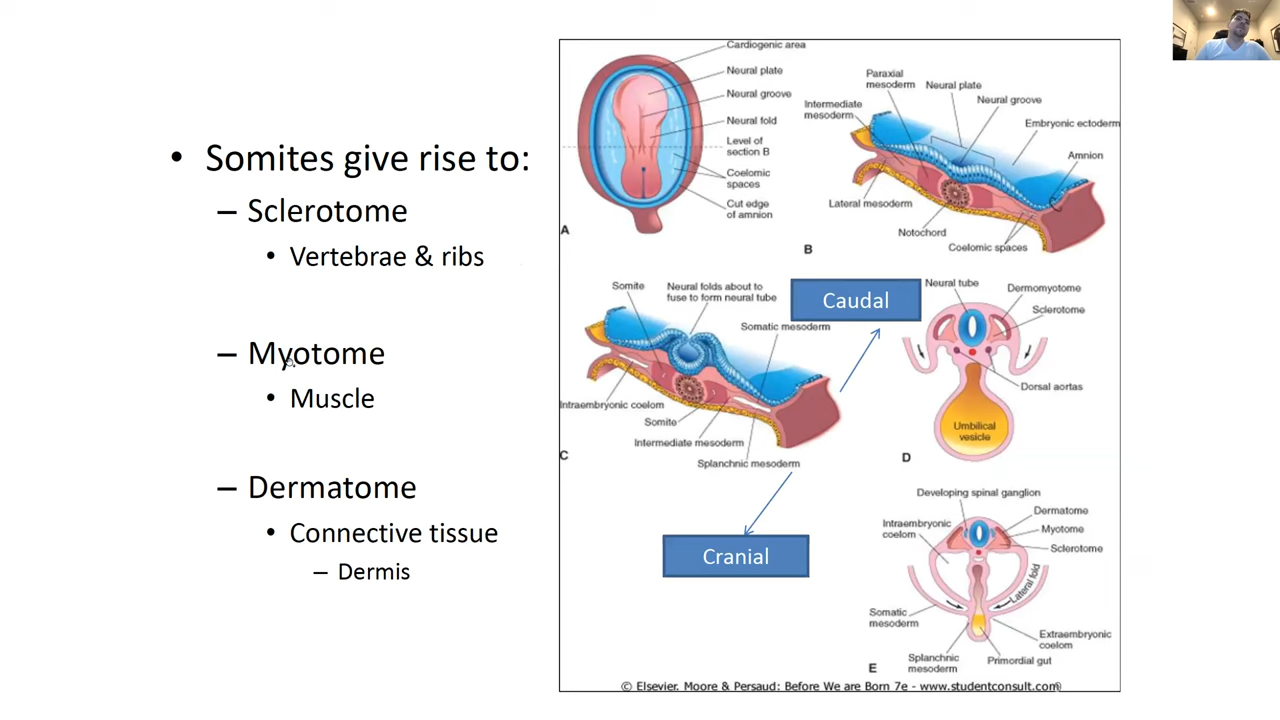 • Somites give rise to:
– Sclerotome
• Vertebrae & ribs
– Myotome
• Muscle
– Dermatome
• Connective tissue
– Dermis
Cardiogenic area
Neural plate
Neural groove
Neural fold
Level of
section B
Coelomic
spaces
Cut edge
of amnion
A
Paraxial
mesoderm
Neural plate
Intermediate
mesoderm
Neural groove
Embryonic ectoderm
Amnion
Lateral mesoderm
Notochord
Coelomic spaces
B
Somite
Neural folds about to
fuse to form neural tube
Somatic mesoderm
Intraembryonic coelom
Somite
Intermediate mesoderm
Splanchnic mesoderm
C
Caudal
Cranial
Neural tube
Dermomyotome
Sclerotome
Dorsal aortas
Umbilical
vesicle
D
Developing spinal ganglion
Intraembryonic
coelom
Dermatome
Myotome
Sclerotome
Lateral fold
Somatic
mesoderm
Extraembryonic
coelom
Splanchnic
mesoderm
Primordial gut
E
© Elsevier. Moore & Persaud: Before We are Born 7e - www.studentconsult.com